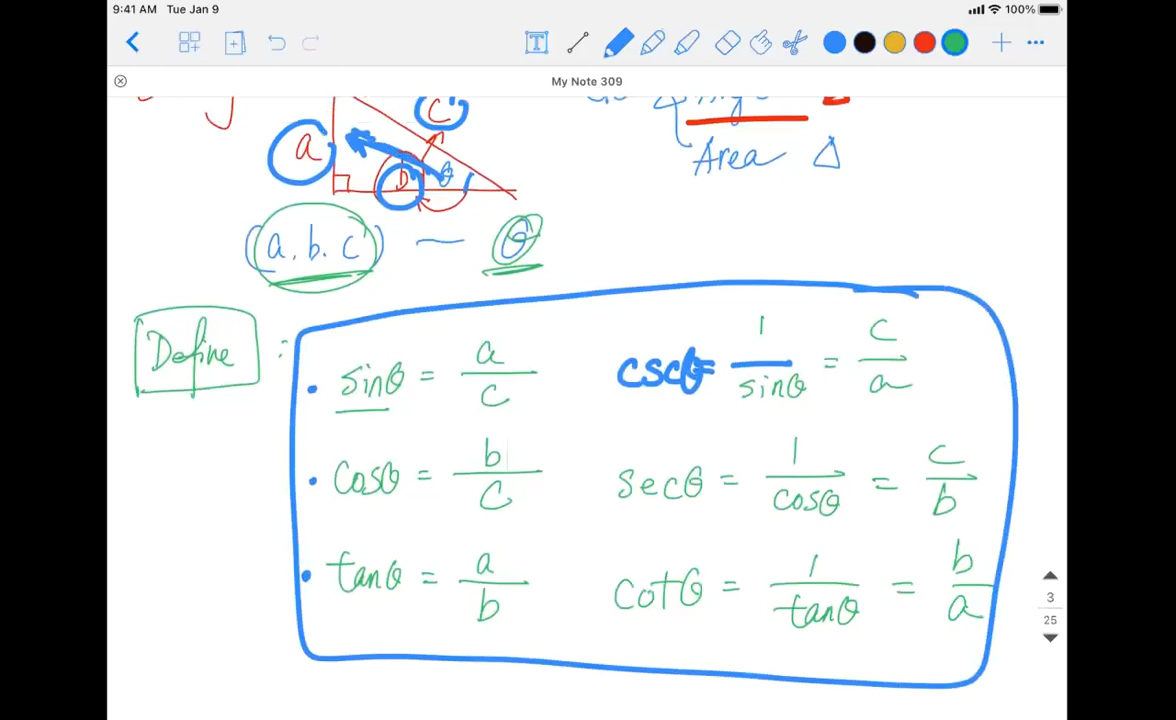 9:41 AM Tue Jan 9
100%
T
My Note 309
c
a
b θ
Area Δ
(a, b, c) ~ θ
Define :
• sinθ = a/c
cscθ = 1/sinθ = c/a
• cosθ = b/c
secθ = 1/cosθ = c/b
• tanθ = a/b
cotθ = 1/tanθ = b/a
3
25